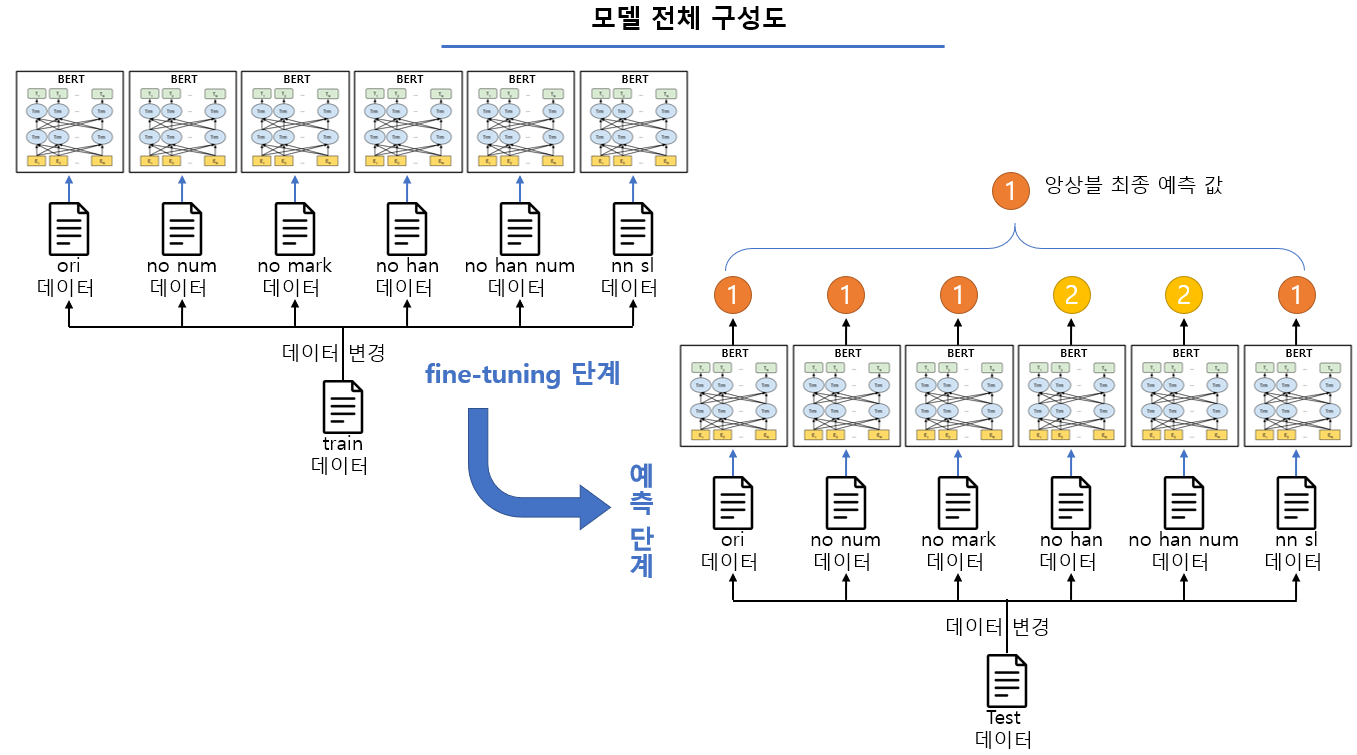 모델 전체 구성도
BERT BERT BERT BERT BERT BERT
ori 데이터
no num 데이터
no mark 데이터
no han 데이터
no han num 데이터
nn sl 데이터
데이터 변경
train 데이터
fine-tuning 단계
예측 단계
1 앙상블 최종 예측 값
1 1 1 2 2 1
BERT BERT BERT BERT BERT BERT
ori 데이터
no num 데이터
no mark 데이터
no han 데이터
no han num 데이터
nn sl 데이터
데이터 변경
Test 데이터